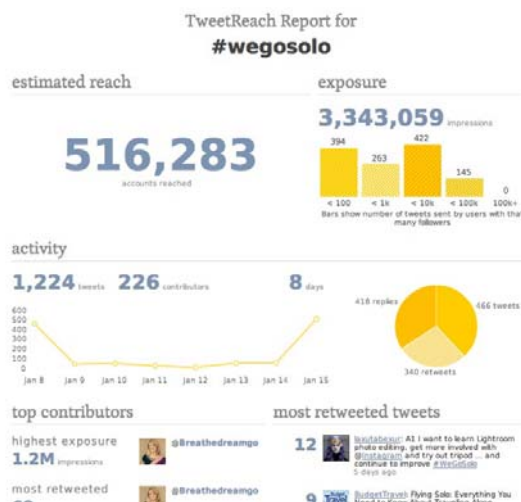 TweetReach Report for
#wegosolo
estimated reach
516,283
accounts reached
exposure
3,343,059 impressions
394
263
422
145
0
< 100
< 1k
< 10k
< 100k
100k+
Bars show number of tweets sent by users with that
many followers
activity
1,224 tweets
226 contributors
8 days
600
500
400
300
200
100
0
Jan 8
Jan 9
Jan 10
Jan 11
Jan 12
Jan 13
Jan 14
Jan 15
418 replies
466 tweets
340 retweets
top contributors
highest exposure
1.2M impressions
@Breathedreamgo
most retweeted
@Breathedreamgo
most retweeted tweets
12
A1 I want to learn Lightroom
photo editing, get more involved with
@Instagram and try out tripod ... and
continue to improve #WeGoSolo
5 days ago
9
BudgetTravel: Flying Solo: Everything You